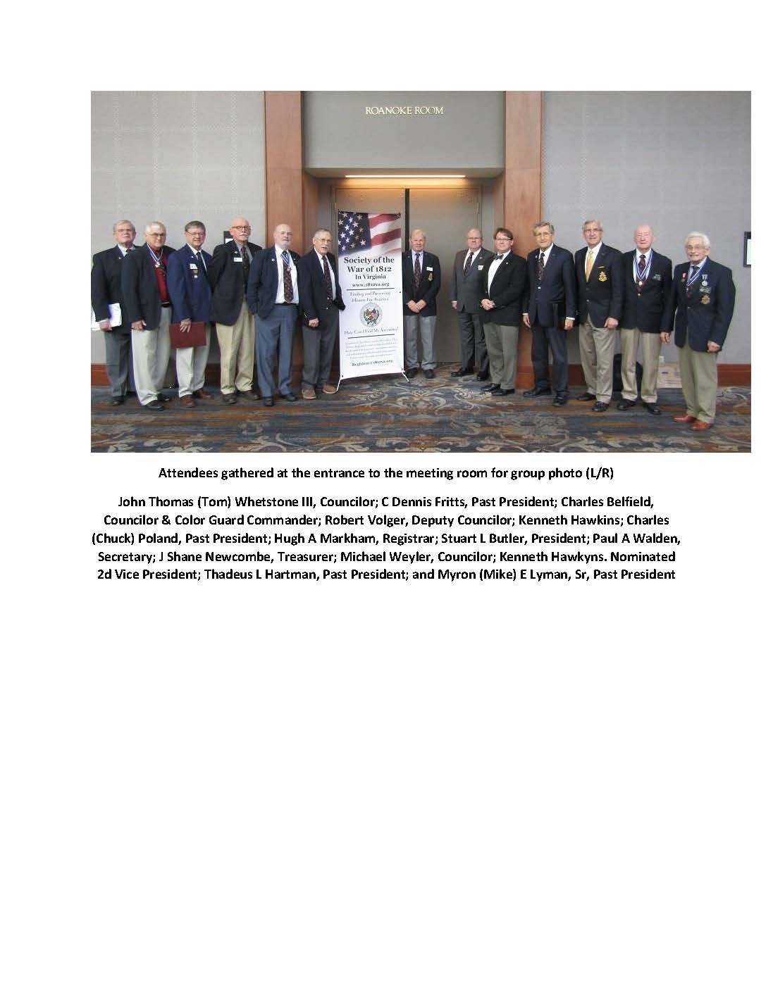 ROANOKE ROOM
Society of the
War of 1812
In Virginia
www.1812va.org
Finding and Preserving
History For America
How Can I Find My Ancestors?
Registrar@1812va.org
Attendees gathered at the entrance to the meeting room for group photo (L/R)
John Thomas (Tom) Whetstone III, Councilor; C Dennis Fritts, Past President; Charles Belfield,
Councilor & Color Guard Commander; Robert Volger, Deputy Councilor; Kenneth Hawkins; Charles
(Chuck) Poland, Past President; Hugh A Markham, Registrar; Stuart L Butler, President; Paul A Walden,
Secretary; J Shane Newcombe, Treasurer; Michael Weyler, Councilor; Kenneth Hawkyns. Nominated
2d Vice President; Thadeus L Hartman, Past President; and Myron (Mike) E Lyman, Sr, Past President